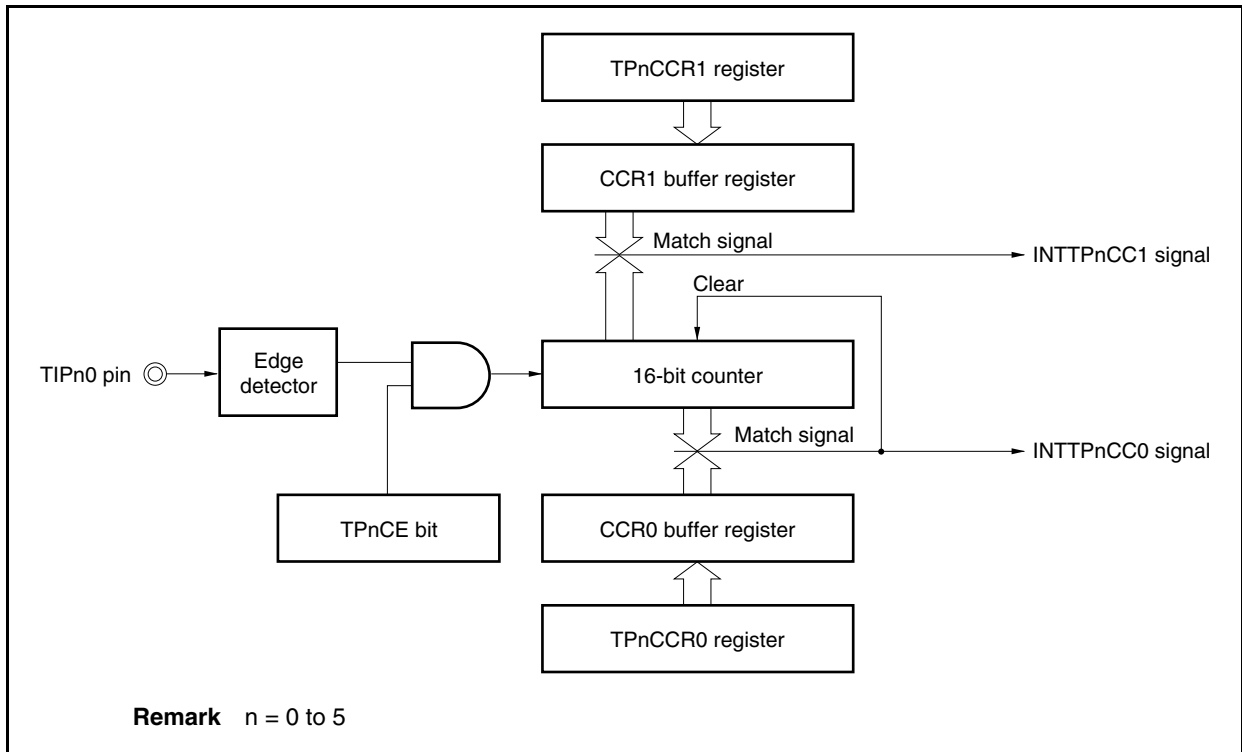 TPnCCR1 register
CCR1 buffer register
Match signal
INTTPnCC1 signal
Clear
TIPn0 pin
Edge
detector
16-bit counter
Match signal
INTTPnCC0 signal
TPnCE bit
CCR0 buffer register
TPnCCR0 register
Remark n = 0 to 5